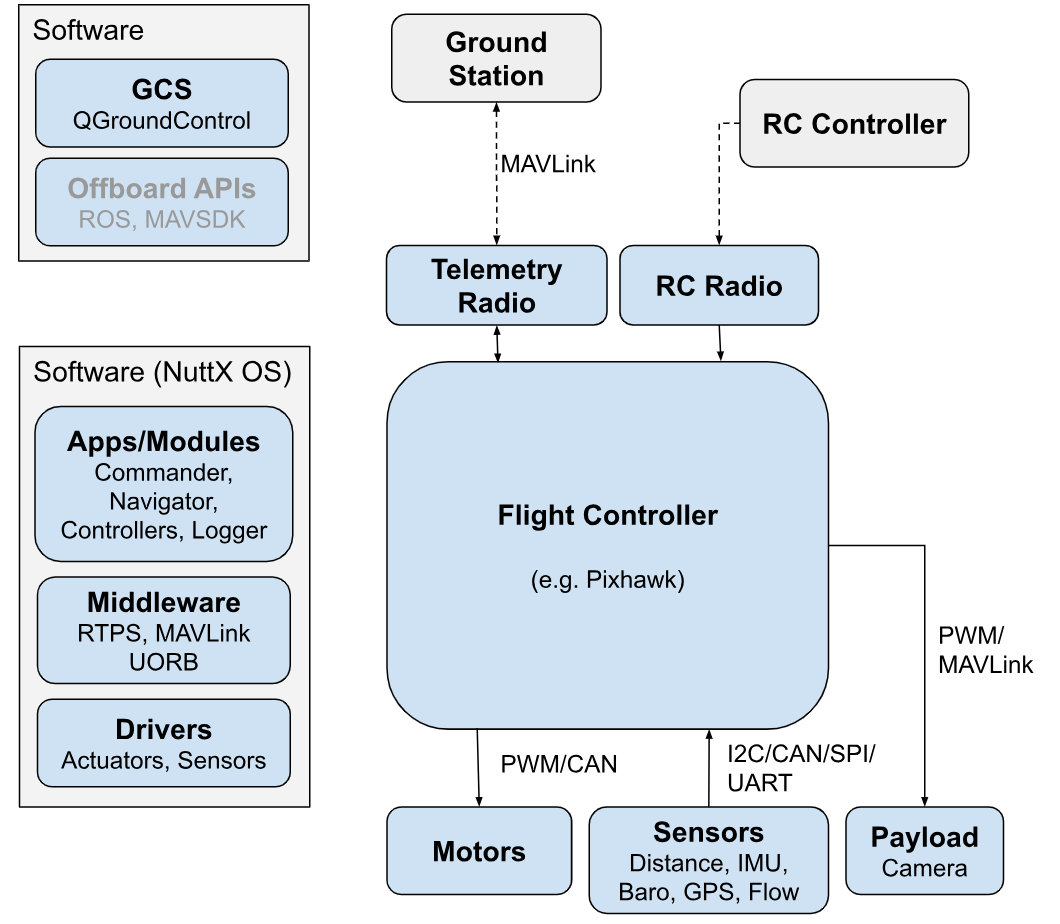 Software
GCS
QGroundControl
Offboard APIs
ROS, MAVSDK
Ground
Station
RC Controller
MAVLink
Telemetry
Radio
RC Radio
Software (NuttX OS)
Apps/Modules
Commander,
Navigator,
Controllers, Logger
Middleware
RTPS, MAVLink
UORB
Drivers
Actuators, Sensors
Flight Controller
(e.g. Pixhawk)
PWM/
MAVLink
PWM/CAN
I2C/CAN/SPI/
UART
Motors
Sensors
Distance, IMU,
Baro, GPS, Flow
Payload
Camera